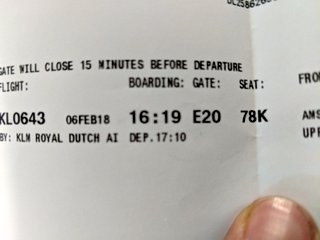 GATE WILL CLOSE 15 MINUTES BEFORE DEPARTURE
FLIGHT: BOARDING: GATE: SEAT: FRO
KL0643 06FEB18 16:19 E20 78K AMS
BY: KLM ROYAL DUTCH AI DEP.17:10 UPP